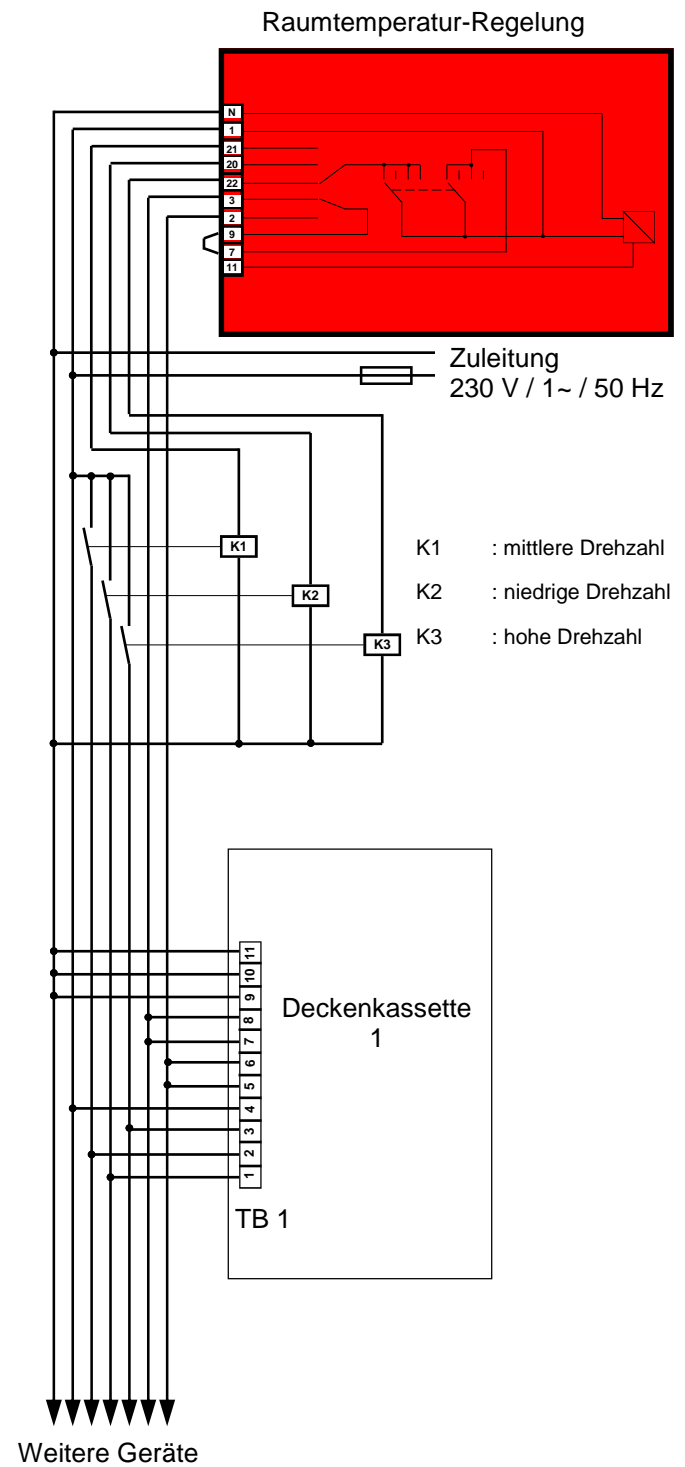 Raumtemperatur-Regelung
N
1
21
20
22
3
2
9
7
11
Zuleitung
230 V / 1~ / 50 Hz
K1 : mittlere Drehzahl
K2 : niedrige Drehzahl
K3 : hohe Drehzahl
K1
K2
K3
11
10
9
8
7
6
5
4
3
2
1
Deckenkassette
1
TB 1
Weitere Geräte